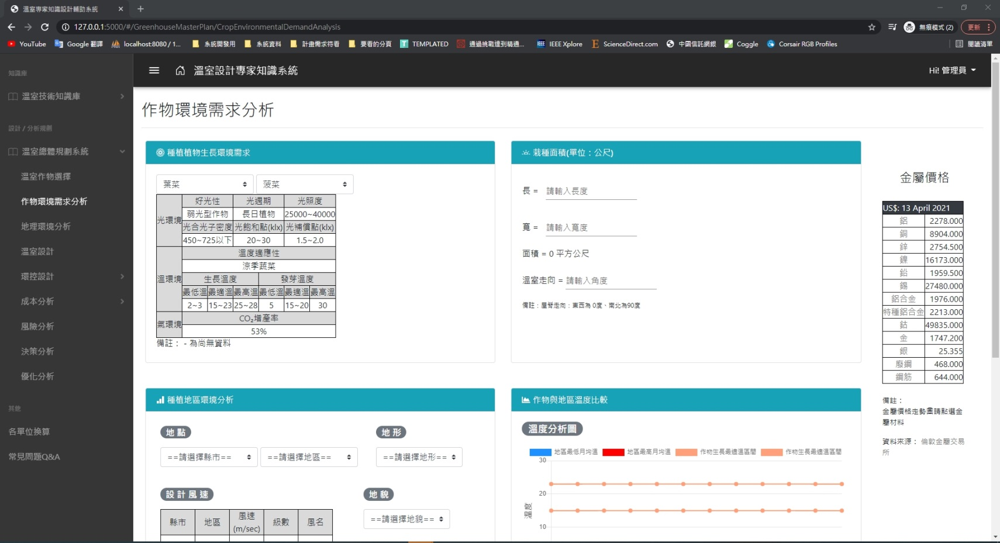 溫室專家知識設計輔助系統
127.0.0.1:5000/#/GreenhouseMasterPlan/CropEnvironmentalDemandAnalysis
無痕模式 (2)
更新
YouTube
Google 翻譯
localhost:8080 / 1...
系統開發用
系統資料
計畫需求待看
要看的分頁
TEMPLATED
通過挑戰達到精通...
IEEE Xplore
ScienceDirect.com
中國信託網銀
Coggle
Corsair RGB Profiles
閱讀清單
知識庫
溫室技術知識庫
設計 / 分析規劃
溫室總體規劃系統
溫室作物選擇
作物環境需求分析
地理環境分析
溫室設計
環控設計
成本分析
風險分析
決策分析
優化分析
其他
各單位換算
常見問題Q&A
溫室設計專家知識系統
Hi! 管理員
作物環境需求分析
種植植物生長環境需求
葉菜 菠菜
光環境 好光性 光週期 光照度
弱光型作物 長日植物 25000~40000
光合光子密度 光飽和點(klx) 光補償點(klx)
450~725以下 20~30 1.5~2.0
溫環境 溫度適應性
涼季蔬菜
生長溫度 發芽溫度
最低溫 最適溫 最高溫 最低溫 最適溫 最高溫
2~3 15~23 25~28 5 15~20 30
氣環境 CO₂增產率
53%
備註： - 為尚無資料
栽種面積(單位：公尺)
長 = 請輸入長度
寬 = 請輸入寬度
面積 = 0 平方公尺
溫室走向 = 請輸入角度
備註：屋脊走向：東西為 0度、南北為90度
金屬價格
US$: 13 April 2021
鋁 2278.000
銅 8904.000
鋅 2754.500
鎳 16173.000
鉛 1959.500
錫 27480.000
鋁合金 1976.000
特種鋁合金 2213.000
鈷 49835.000
金 1747.200
銀 25.355
廢鋼 468.000
鋼筋 644.000
備註：
金屬價格走勢圖請點選金
屬材料
資料來源： 倫敦金屬交易
所
種植地區環境分析
地 點
地 形
==請選擇縣市== ==請選擇地區== ==請選擇地形==
設 計 風 速
地 貌
==請選擇地貌==
縣市 地區 風速 (m/sec) 級數 風名
作物與地區溫度比較
溫度分析圖
地區最低月均溫 地區最高月均溫 作物生長最適溫區間 作物生長最適溫區間
30
20
10
溫度